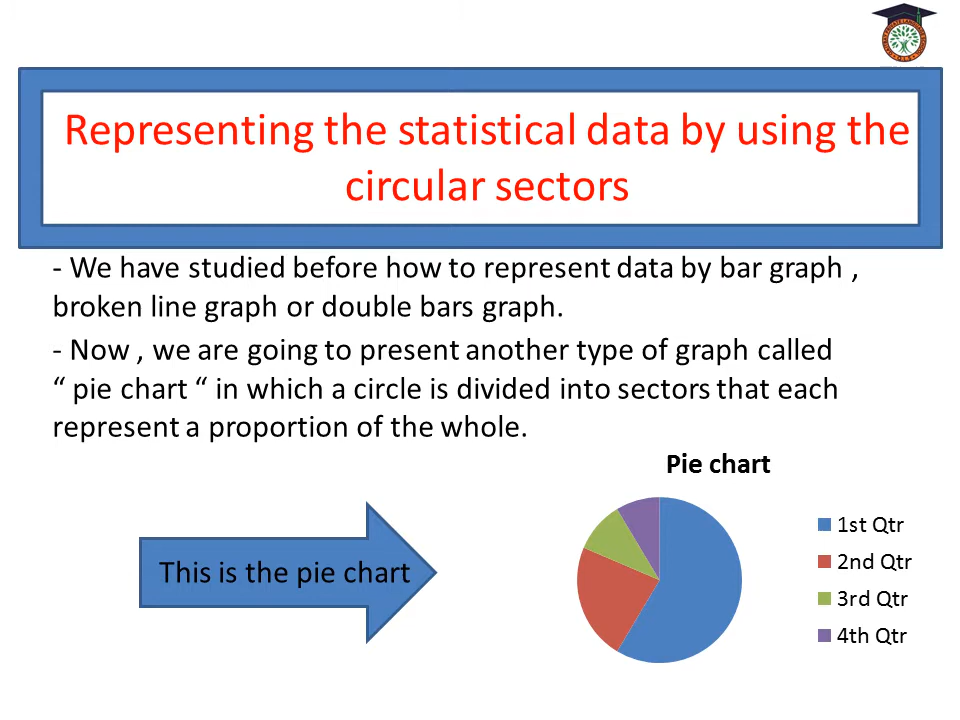 Representing the statistical data by using the
circular sectors
- We have studied before how to represent data by bar graph ,
broken line graph or double bars graph.
- Now , we are going to present another type of graph called
“ pie chart “ in which a circle is divided into sectors that each
represent a proportion of the whole.
Pie chart
This is the pie chart
1st Qtr
2nd Qtr
3rd Qtr
4th Qtr